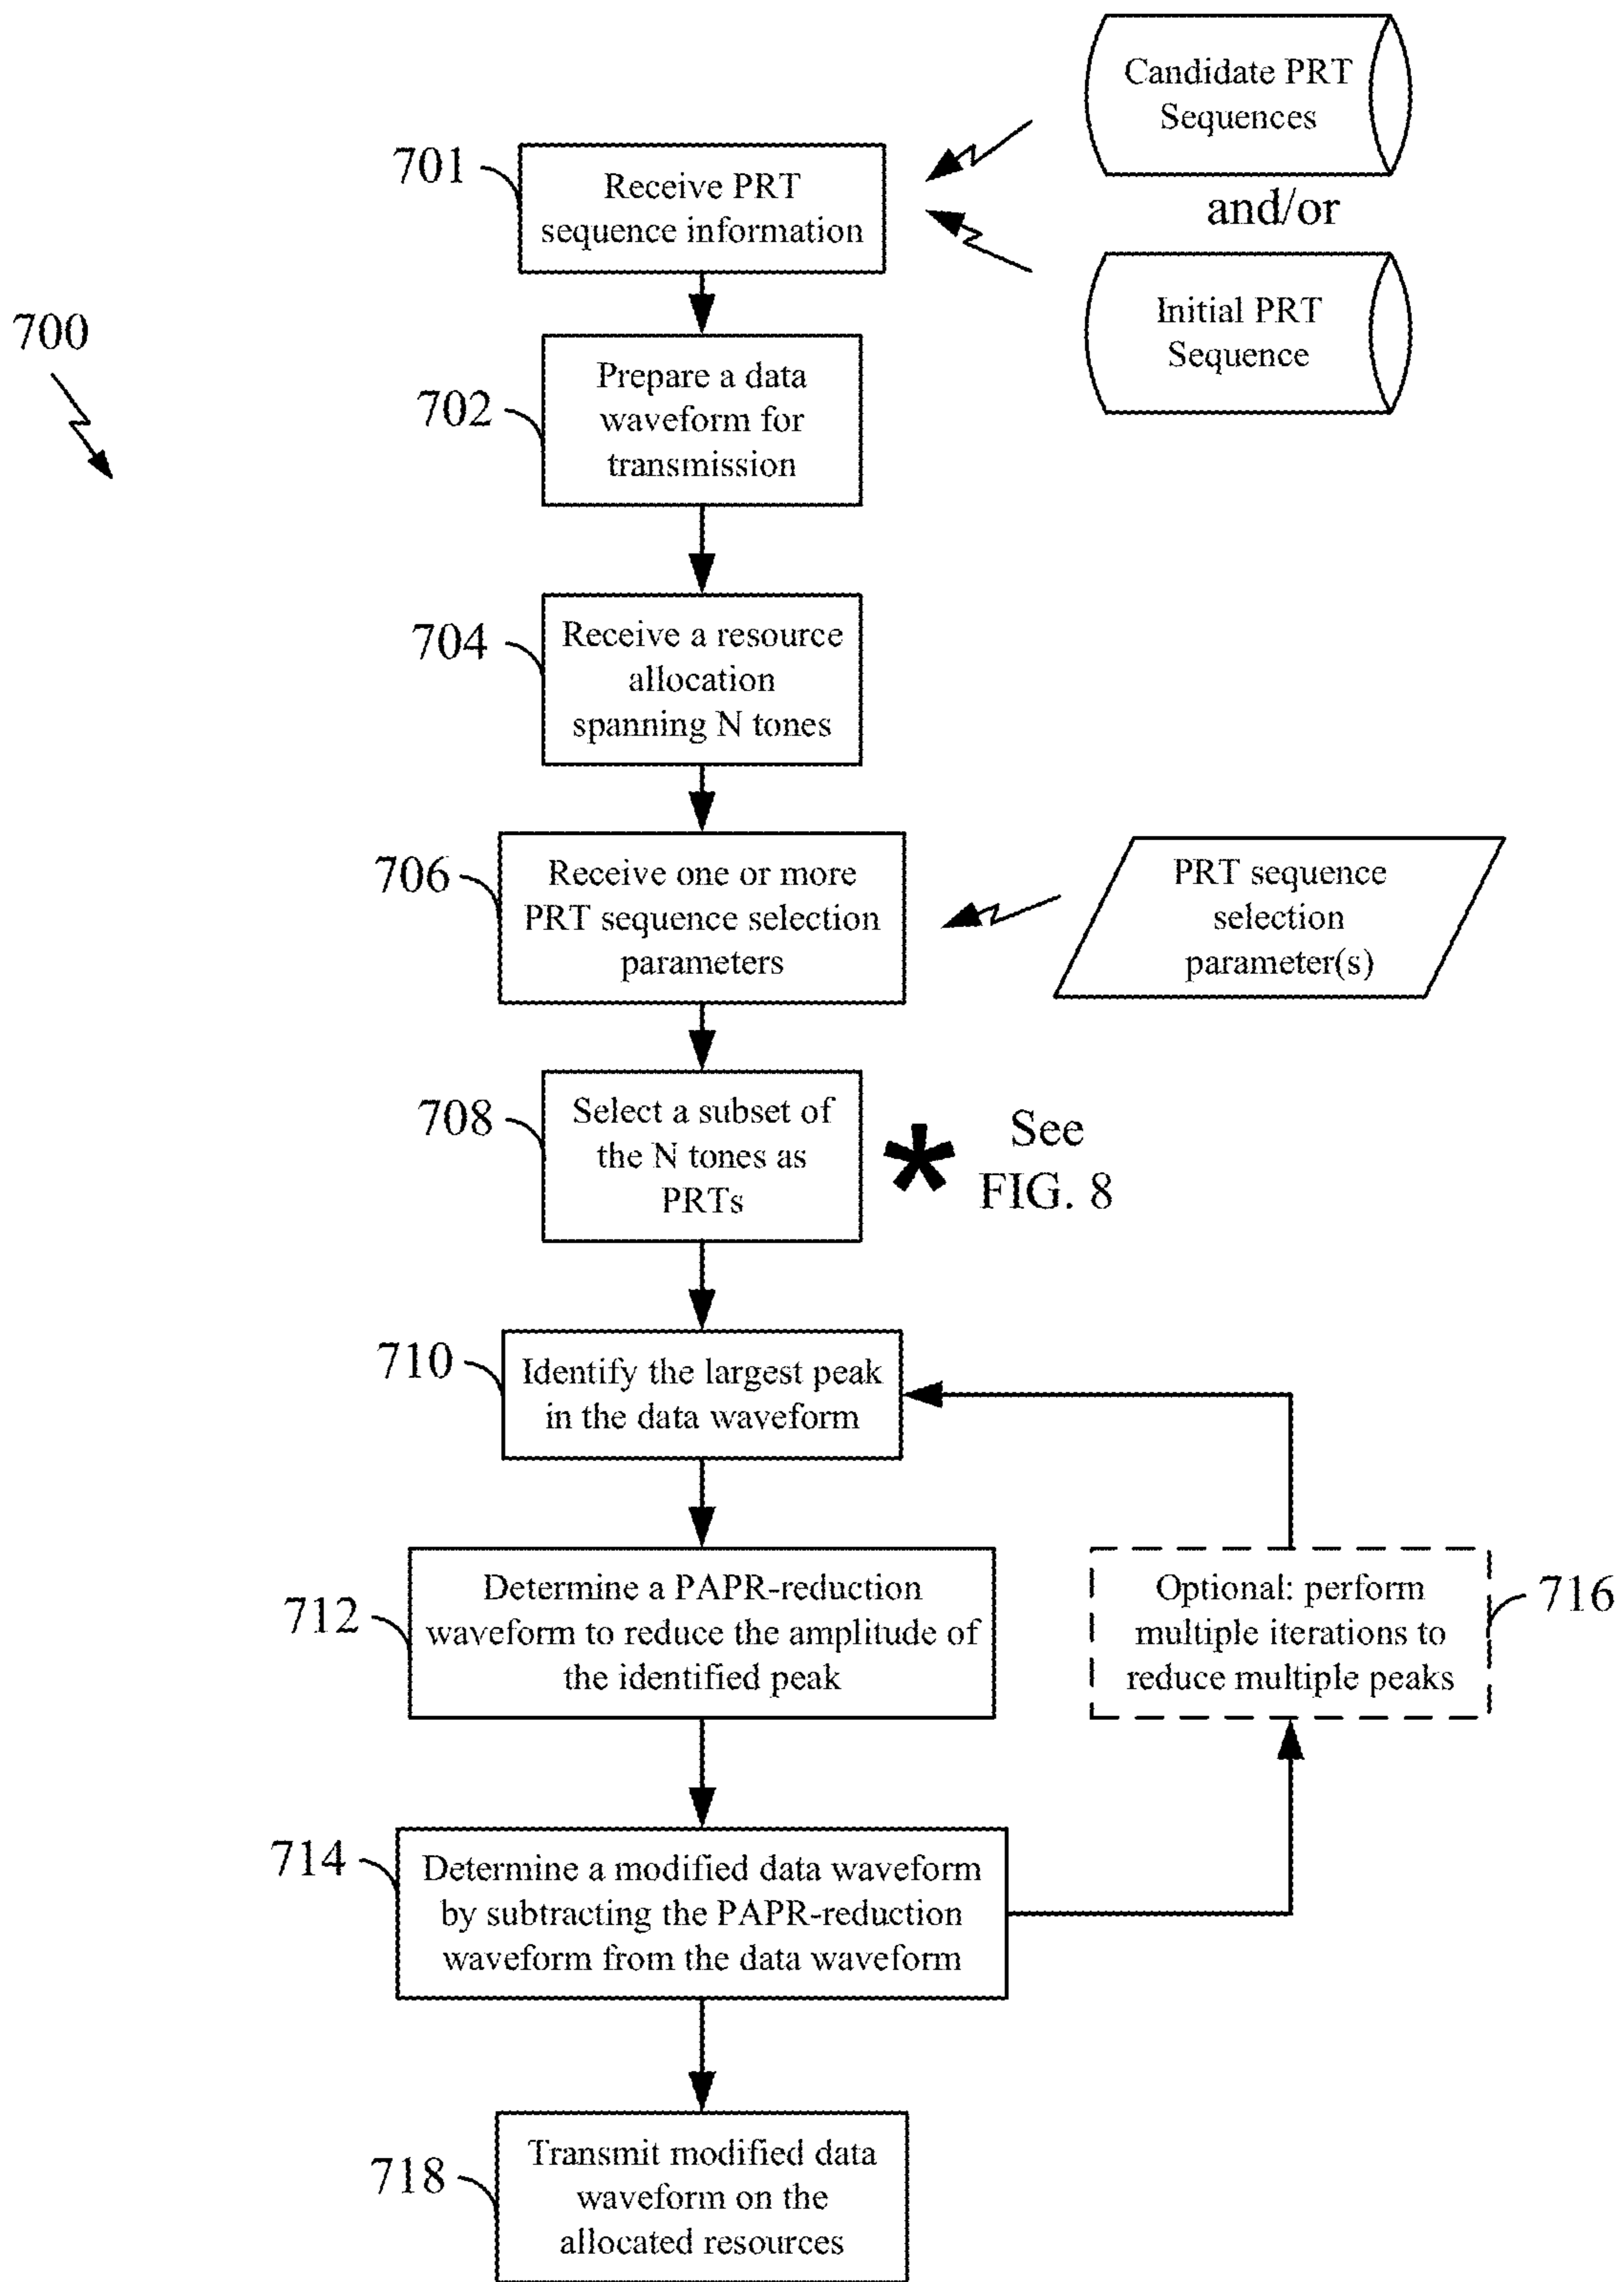 Candidate PRT
Sequences
701
Receive PRT
sequence information
and/or
Initial PRT
Sequence
700
702
Prepare a data
waveform for
transmission
704
Receive a resource
allocation
spanning N tones
706
Receive one or more
PRT sequence selection
parameters
PRT sequence
selection
parameter(s)
708
Select a subset of
the N tones as
PRTs
* See
FIG. 8
710
Identify the largest peak
in the data waveform
712
Determine a PAPR-reduction
waveform to reduce the amplitude of
the identified peak
Optional: perform
multiple iterations to
reduce multiple peaks
716
714
Determine a modified data waveform
by subtracting the PAPR-reduction
waveform from the data waveform
718
Transmit modified data
waveform on the
allocated resources